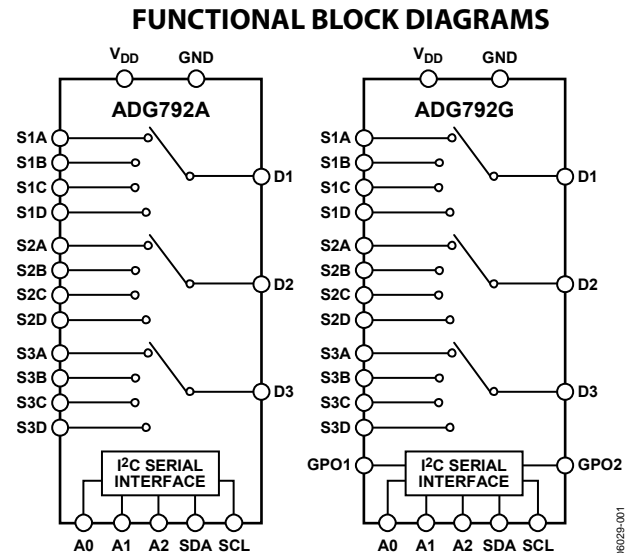 FUNCTIONAL BLOCK DIAGRAMS
VDD GND
ADG792A
S1A
S1B
S1C
S1D
S2A
S2B
S2C
S2D
S3A
S3B
S3C
S3D
D1
D2
D3
I2C SERIAL
INTERFACE
A0 A1 A2 SDA SCL
VDD GND
ADG792G
S1A
S1B
S1C
S1D
S2A
S2B
S2C
S2D
S3A
S3B
S3C
S3D
D1
D2
D3
GPO1
I2C SERIAL
INTERFACE
GPO2
A0 A1 A2 SDA SCL
06029-001